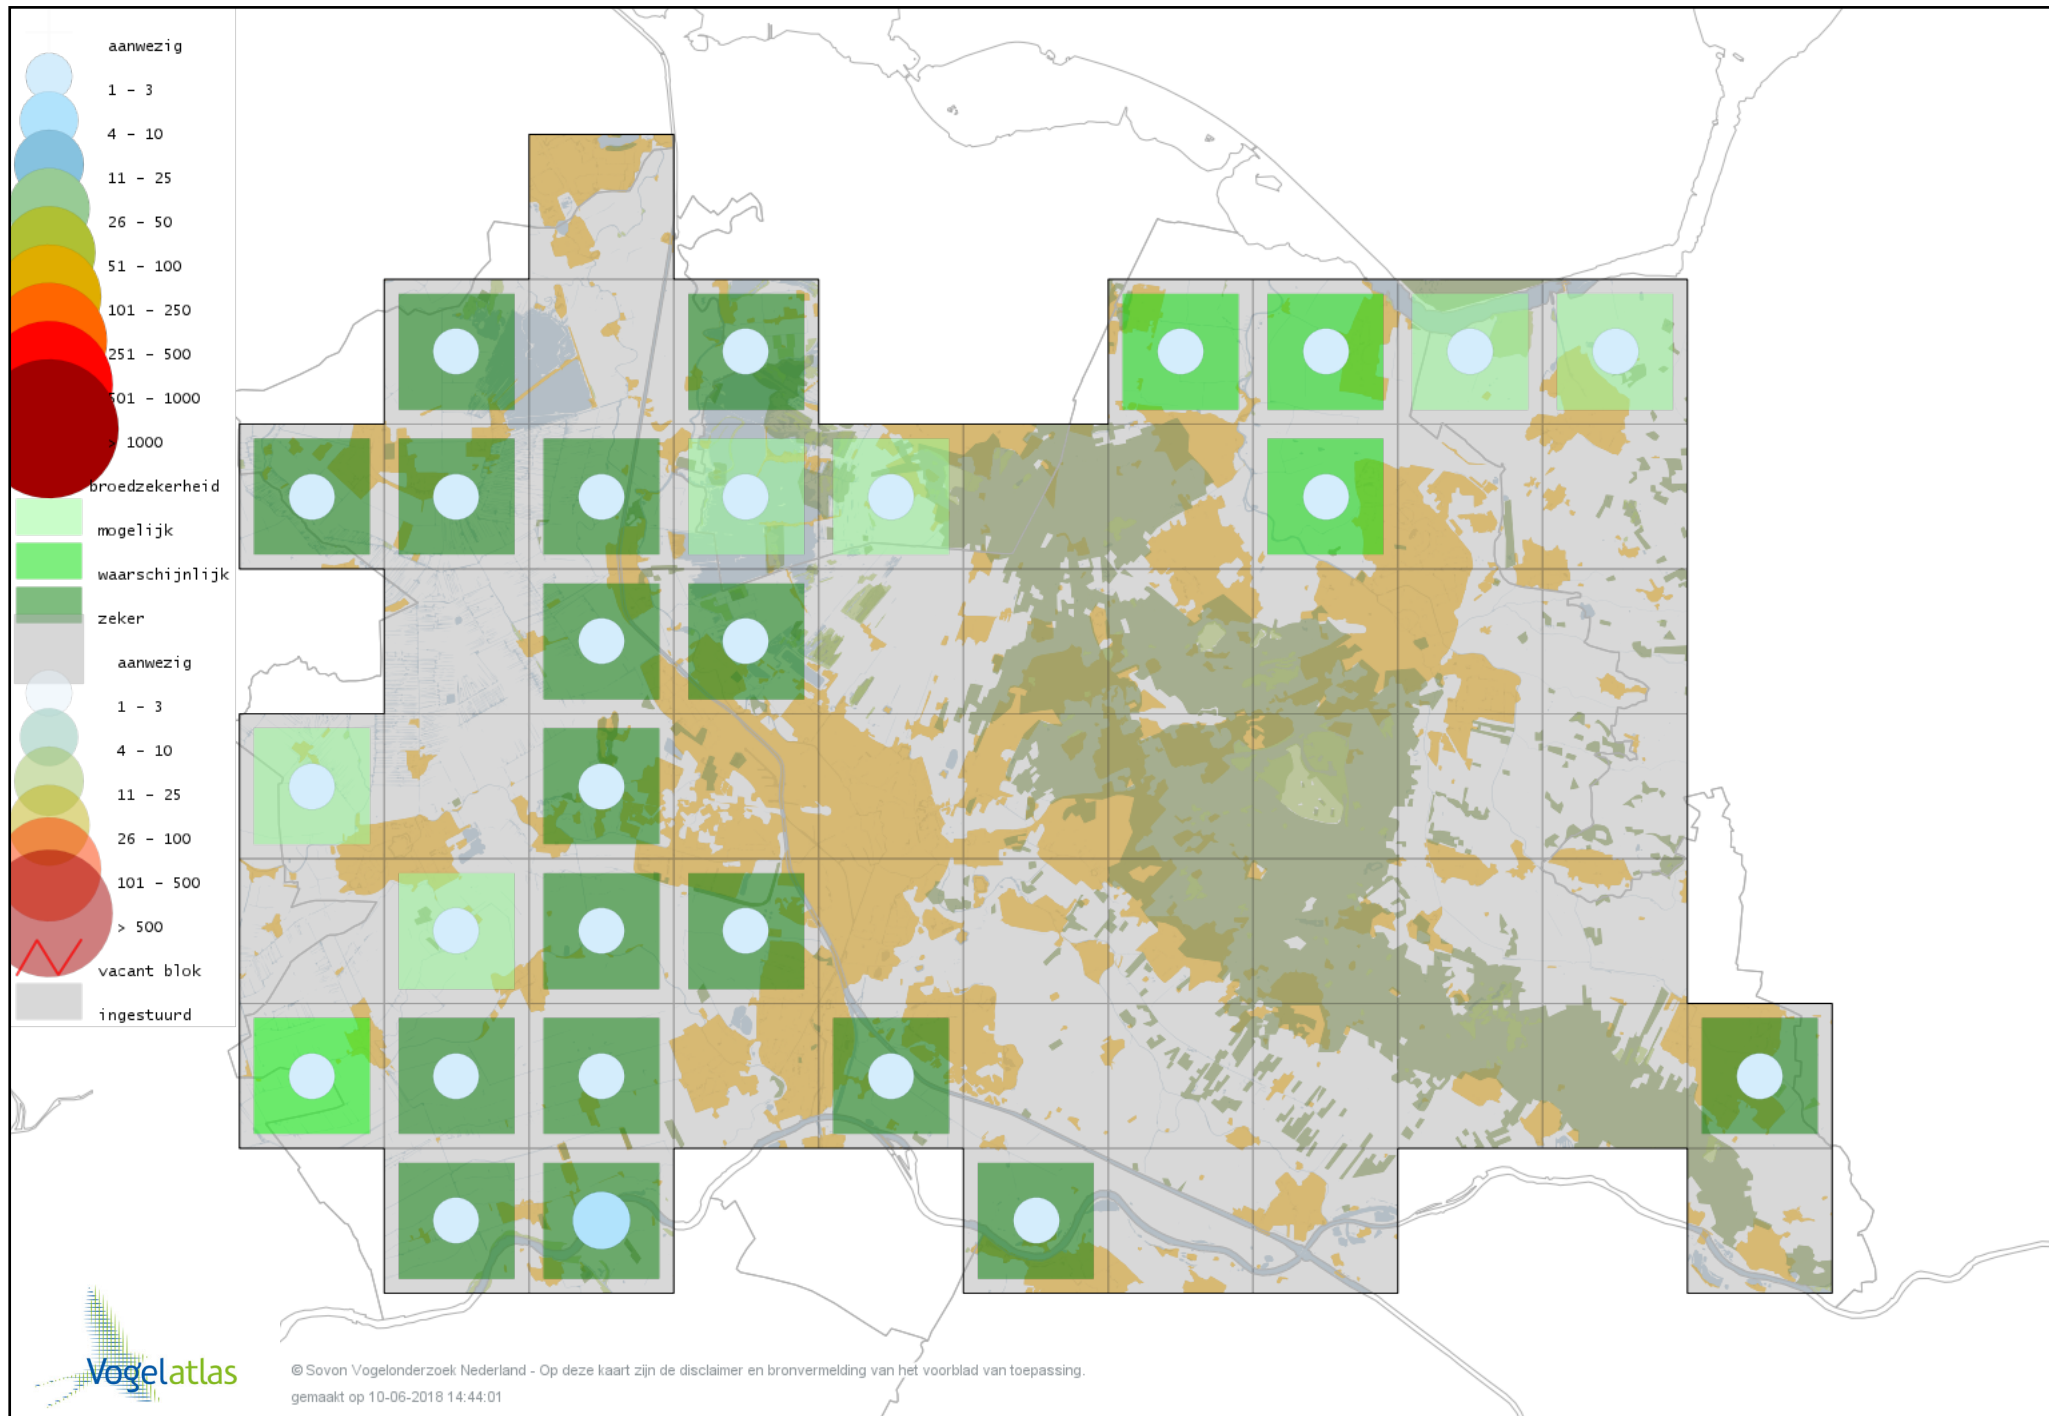 aanwezig
1 - 3
4 - 10
11 - 25
26 - 50
51 - 100
101 - 250
251 - 500
501 - 1000
> 1000
broedzekerheid
mogelijk
waarschijnlijk
zeker
aanwezig
1 - 3
4 - 10
11 - 25
26 - 100
101 - 500
> 500
vacant blok
ingestuurd
Vogelatlas
© Sovon Vogelonderzoek Nederland - Op deze kaart zijn de disclaimer en bronvermelding van het voorblad van toepassing.
gemaakt op 10-06-2018 14:44:01